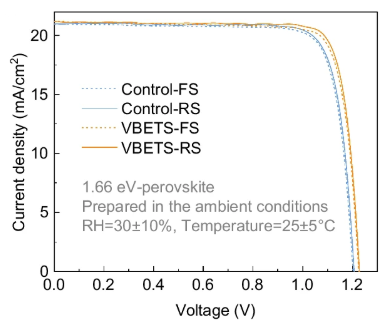 Current density (mA/cm²)
20
15
10
5
0
Control-FS
Control-RS
VBETS-FS
VBETS-RS
1.66 eV-perovskite
Prepared in the ambient conditions
RH=30±10%, Temperature=25±5°C
0.0 0.2 0.4 0.6 0.8 1.0 1.2
Voltage (V)